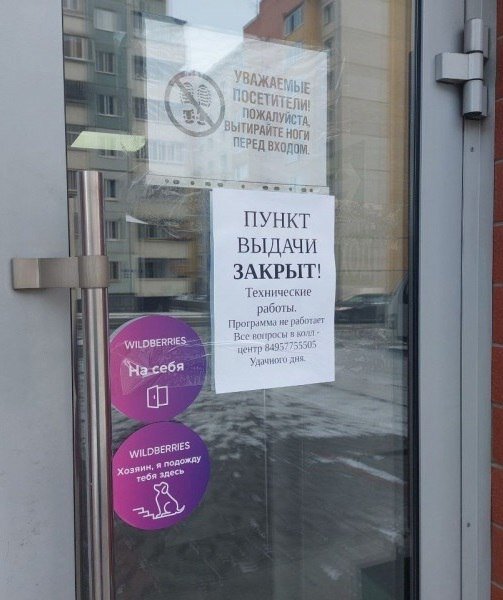 УВАЖАЕМЫЕ
ПОСЕТИТЕЛИ!
ПОЖАЛУЙСТА,
ВЫТИРАЙТЕ НОГИ
ПЕРЕД ВХОДОМ.
ПУНКТ
ВЫДАЧИ
ЗАКРЫТ!
Технические
работы.
Программа не работает
Все вопросы в колл -
центр 84957755505
Удачного дня.
WILDBERRIES
На себя
WILDBERRIES
Хозяин, я подожду
тебя здесь